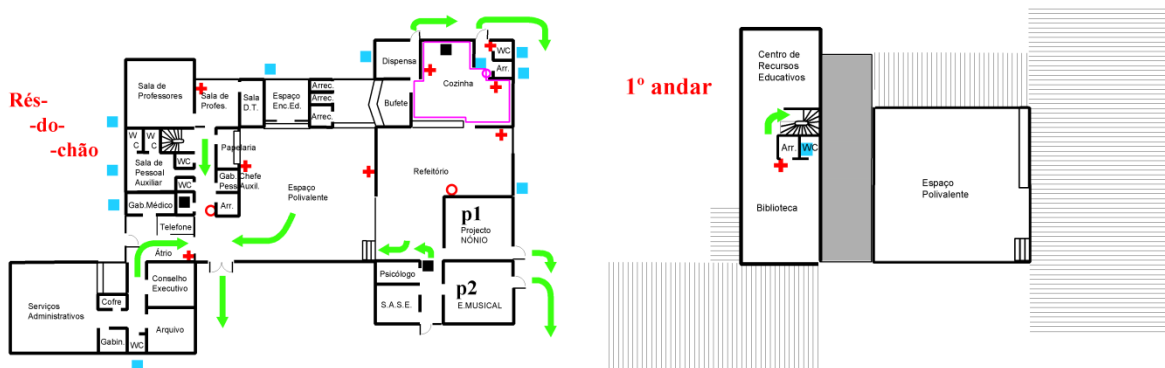 Rés-
-do-
-chão
Dispensa
WC
Arr.
Cozinha
Sala de
Professores
Sala de
Profes.
Sala
D.T.
Espaço
Enc.Ed.
Arrec.
Arrec.
Arrec.
Bufete
W
C
W
C
Papelaria
Sala de
Pessoal
Auxiliar
WC
WC
Gab.Chefe
Pess.Auxil.
Espaço
Polivalente
Refeitório
Gab.Médico
Arr.
Telefone
Átrio
p1
Projecto
NÓNIO
Conselho
Executivo
Psicólogo
p2
E.MUSICAL
S.A.S.E.
Serviços
Administrativos
Cofre
Arquivo
Gabin.
WC
1º andar
Centro de
Recursos
Educativos
Arr.
WC
Biblioteca
Espaço
Polivalente